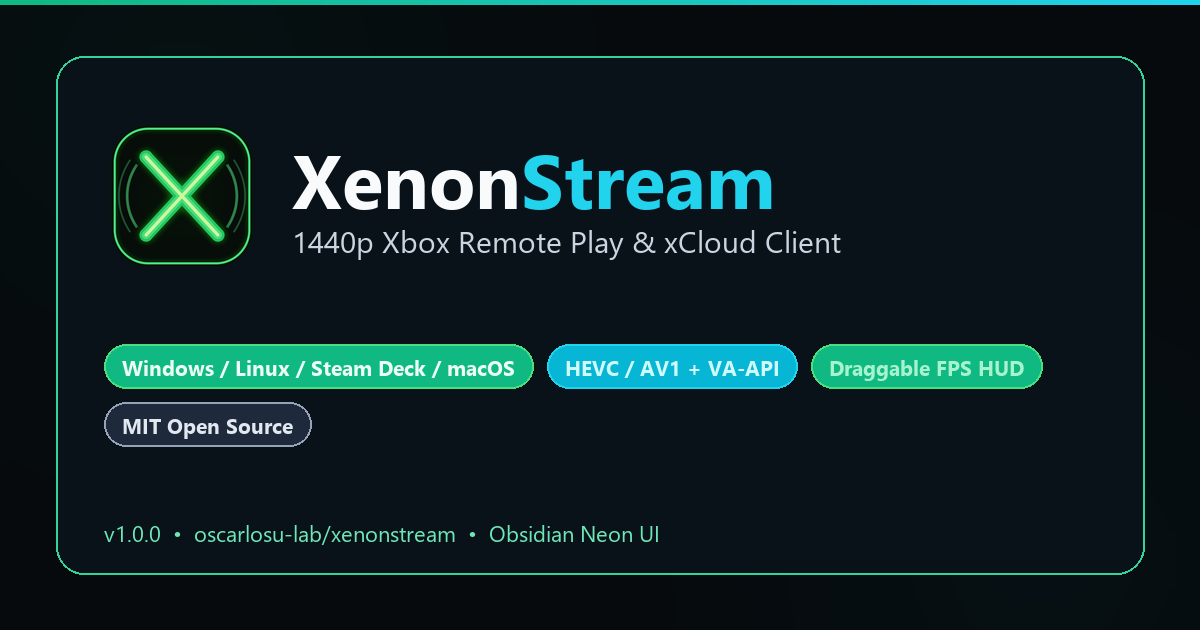 XenonStream
1440p Xbox Remote Play & xCloud Client
Windows / Linux / Steam Deck / macOS
HEVC / AV1 + VA-API
Draggable FPS HUD
MIT Open Source
v1.0.0 • oscarlosu-lab/xenonstream • Obsidian Neon UI